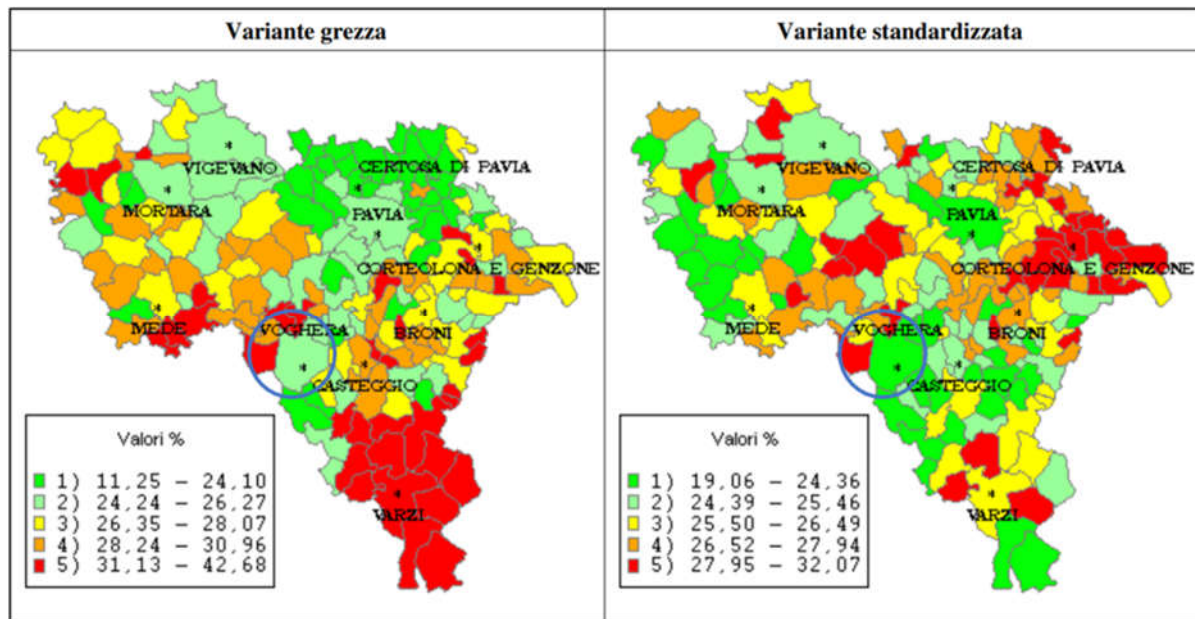 Variante grezza
VIGEVANO
CERTOSA DI PAVIA
MORTARA
PAVIA
CORTEOLONA E GENZONE
MEDE
VOGHERA
BRONI
CASTEGGIO
VARZI
Valori %
1) 11,25 – 24,10
2) 24,24 – 26,27
3) 26,35 – 28,07
4) 28,24 – 30,96
5) 31,13 – 42,68
Variante standardizzata
VIGEVANO
CERTOSA DI PAVIA
MORTARA
PAVIA
CORTEOLONA E GENZONE
MEDE
VOGHERA
BRONI
CASTEGGIO
VARZI
Valori %
1) 19,06 – 24,36
2) 24,39 – 25,46
3) 25,50 – 26,49
4) 26,52 – 27,94
5) 27,95 – 32,07